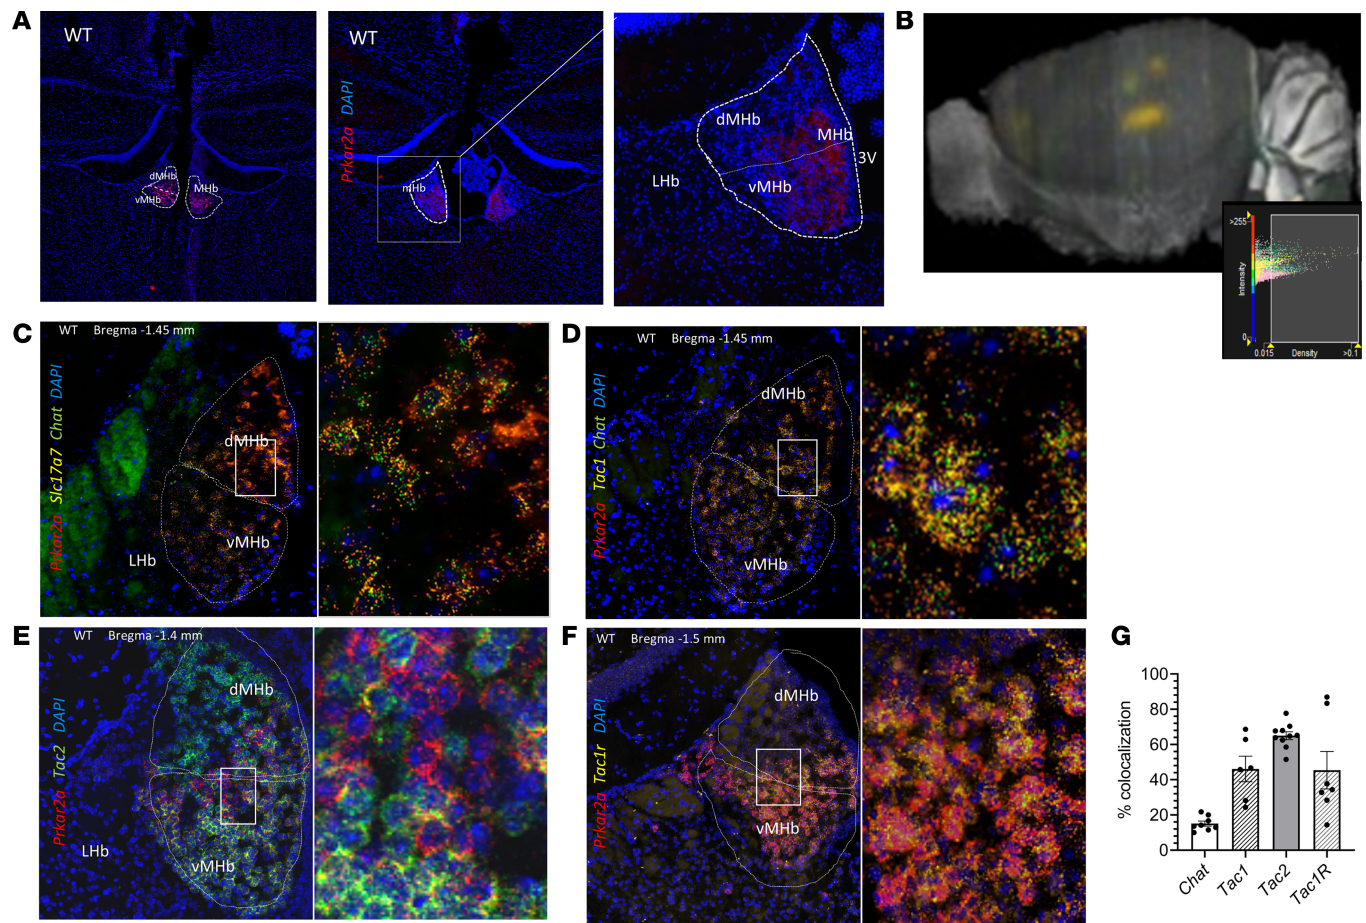 A
WT
dMHb
vMHb
MHb
WT
Prkar2a DAPI
mHb
dMHb
MHb
3V
vMHb
LHb
B
>255
Intensity
0
0.015 Density >0.1
C
WT Bregma -1.45 mm
Prkar2a Slc17a7 Chat DAPI
dMHb
vMHb
LHb
D
WT Bregma -1.45 mm
Prkar2a Tac1 Chat DAPI
dMHb
vMHb
E
WT Bregma -1.4 mm
Prkar2a Tac2 DAPI
dMHb
LHb
vMHb
F
WT Bregma -1.5 mm
Prkar2a Tac1r DAPI
dMHb
vMHb
G
% colocalization
100
80
60
40
20
0
Chat
Tac1
Tac2
Tac1R